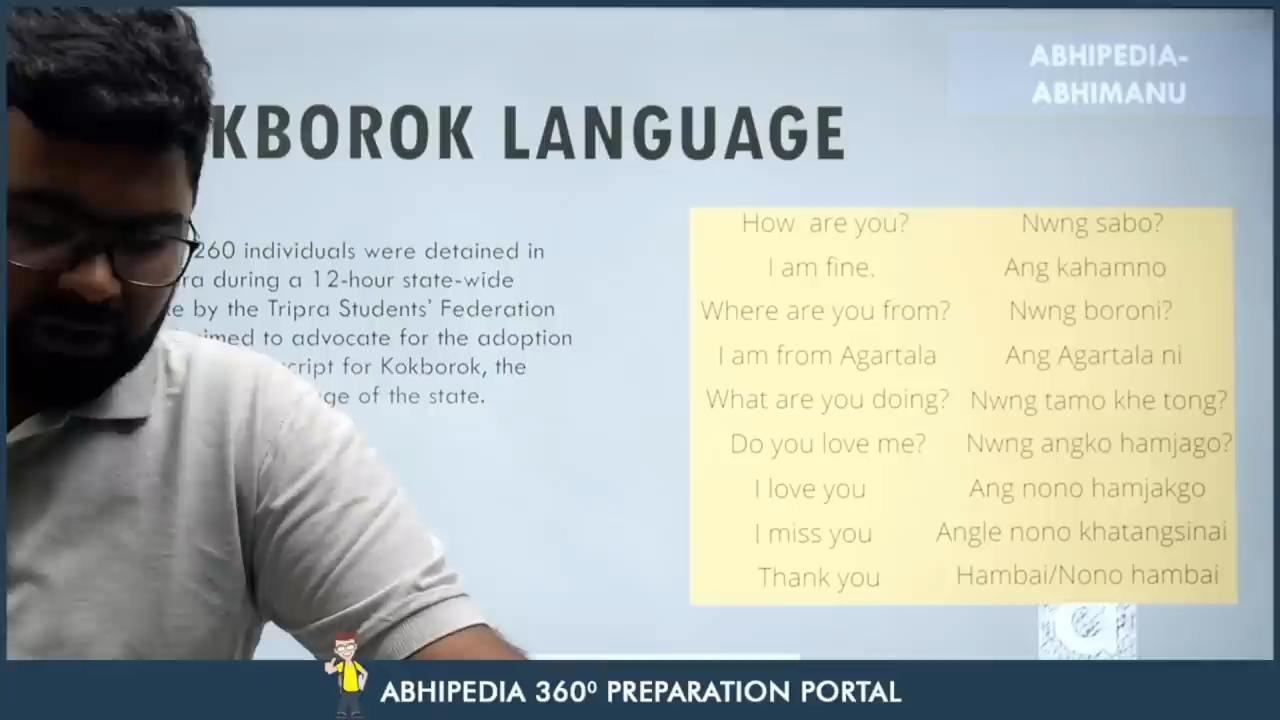 ABHIPEDIA-
ABHIMANU
KBOROK LANGUAGE
260 individuals were detained in
ra during a 12-hour state-wide
by the Tripra Students' Federation
imed to advocate for the adoption
cript for Kokborok, the
ge of the state.
How are you? Nwng sabo?
I am fine. Ang kahamno
Where are you from? Nwng boroni?
I am from Agartala Ang Agartala ni
What are you doing? Nwng tamo khe tong?
Do you love me? Nwng angko hamjago?
I love you Ang nono hamjakgo
I miss you Angle nono khatangsinai
Thank you Hambai/Nono hambai
ABHIPEDIA 360⁰ PREPARATION PORTAL